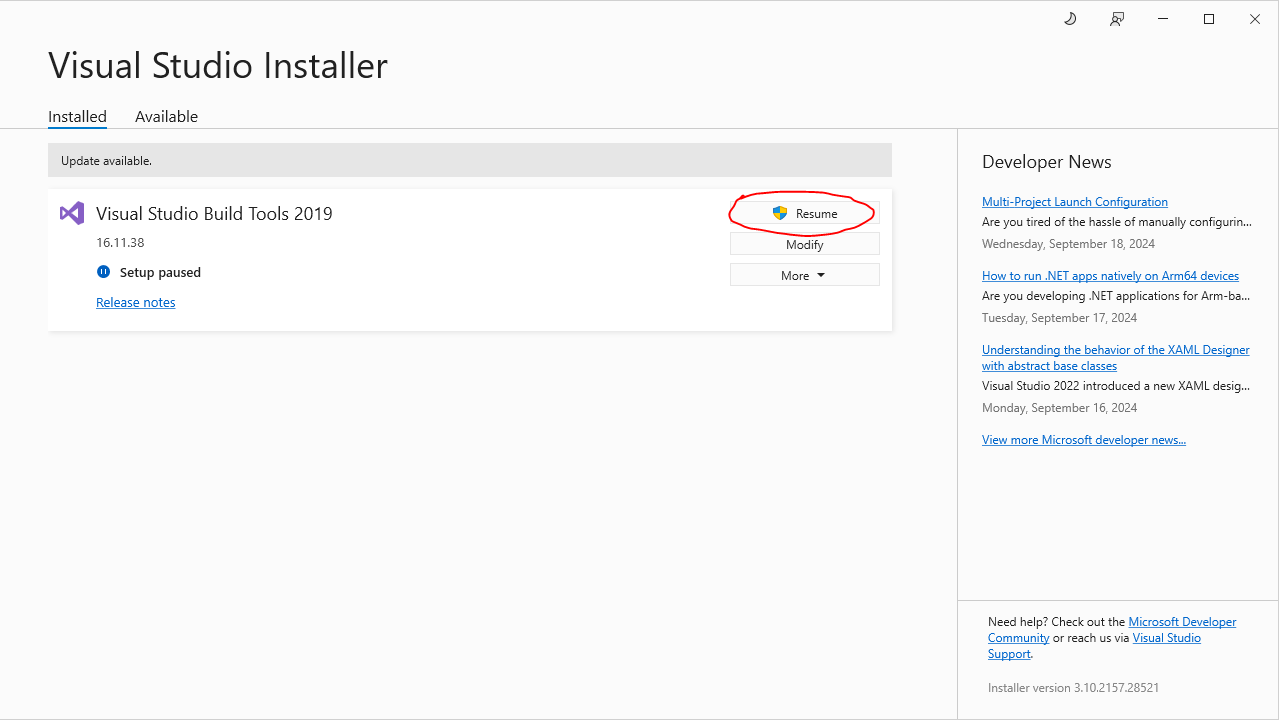 Visual Studio Installer
Installed
Available
Update available.
Visual Studio Build Tools 2019
16.11.38
Setup paused
Release notes
Resume
Modify
More
Developer News
Multi-Project Launch Configuration
Are you tired of the hassle of manually configurin...
Wednesday, September 18, 2024
How to run .NET apps natively on Arm64 devices
Are you developing .NET applications for Arm-ba...
Tuesday, September 17, 2024
Understanding the behavior of the XAML Designer
with abstract base classes
Visual Studio 2022 introduced a new XAML desig...
Monday, September 16, 2024
View more Microsoft developer news...
Need help? Check out the Microsoft Developer
Community or reach us via Visual Studio
Support.
Installer version 3.10.2157.28521